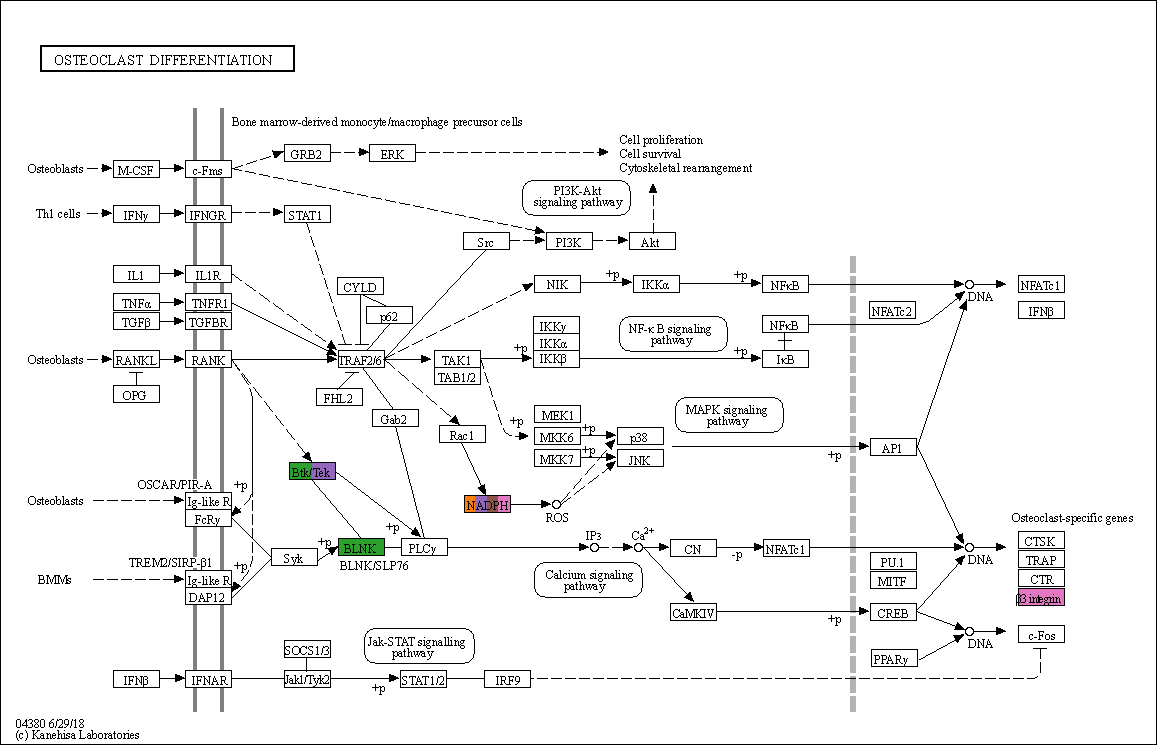 OSTEOCLAST DIFFERENTIATION
Bone marrow-derived monocyte/macrophage precursor cells
Cell proliferation
Cell survival
Cytoskeletal rearrangement
GRB2
ERK
Osteoblasts
M-CSF
c-Fms
PI3K-Akt
signaling pathway
Th1 cells
IFNγ
IFNGR
STAT1
Src
PI3K
Akt
IL1
IL1R
CYLD
p62
NIK
+p
IKKα
+p
NFκB
DNA
NFATc1
IFNβ
TNFα
TNFR1
TGFβ
TGFBR
NFATc2
IKKγ
IKKα
IKKβ
+p
NF-κ B signaling
pathway
NFκB
+p
IκB
Osteoblasts
RANKL
RANK
TRAF2/6
TAK1
TAB1/2
OPG
FHL2
Gab2
Rac1
+p
MEK1
MKK6
+p
p38
MKK7
+p
JNK
MAPK signaling
pathway
+p
AP1
Btk/Tek
OSCAR/PIR-A
+p
Osteoblasts
Ig-like R
FcRγ
NADPH
ROS
Osteoclast-specific genes
+p
Syk
+p
BLNK
BLNK/SLP76
PLCγ
IP3
Ca2+
CN
-p
NFATc1
DNA
CTSK
TRAP
CTR
β3 integrin
PU.1
MITF
TREM2/SIRP-β1
+p
BMMs
Ig-like R
DAP12
Calcium signaling
pathway
CaMKIV
+p
CREB
DNA
c-Fos
PPARγ
SOCS1/3
Jak-STAT signalling
pathway
IFNβ
IFNAR
Jak1/Tyk2
+p
STAT1/2
IRF9
04380 6/29/18
(c) Kanehisa Laboratories